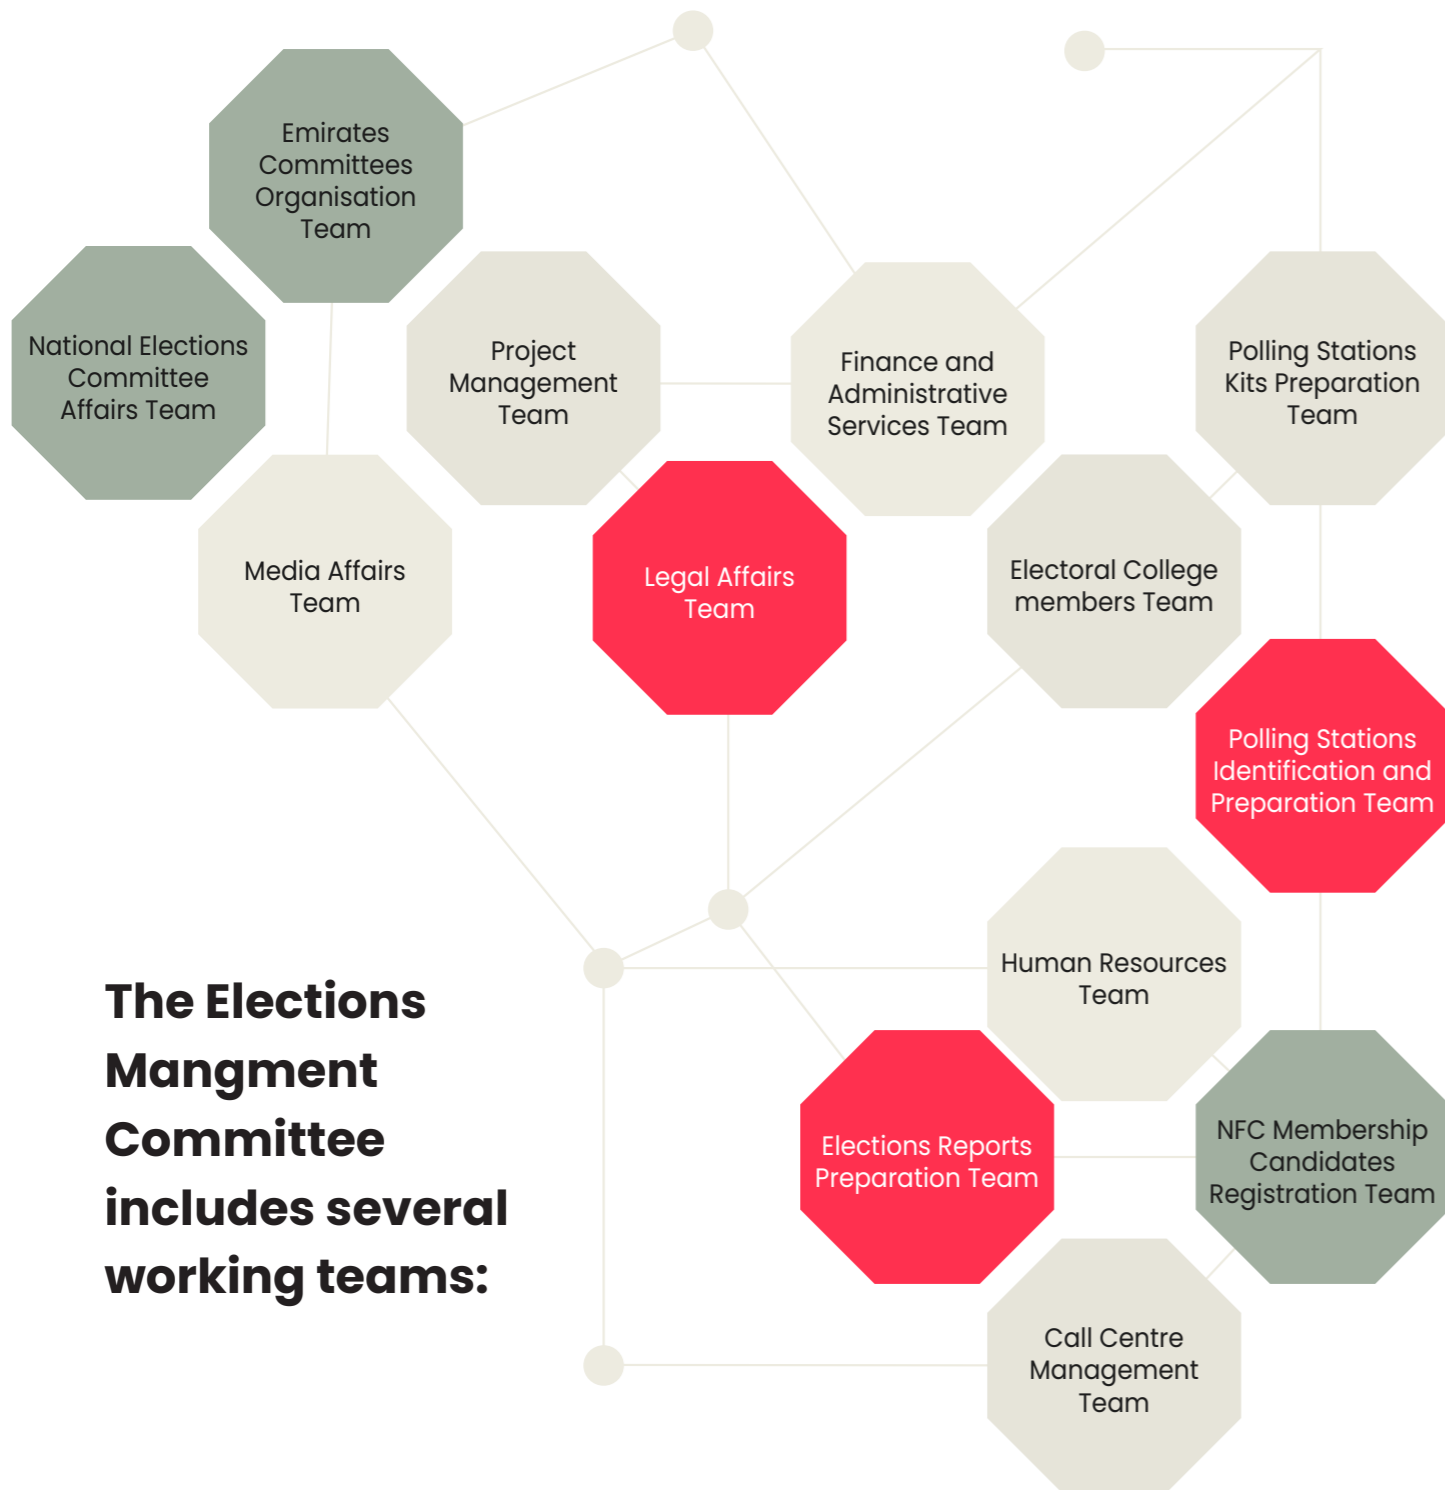 Emirates
Committees
Organisation
Team
National Elections
Committee
Affairs Team
Project
Management
Team
Finance and
Administrative
Services Team
Polling Stations
Kits Preparation
Team
Media Affairs
Team
Legal Affairs
Team
Electoral College
members Team
Polling Stations
Identification and
Preparation Team
Human Resources
Team
The Elections
Mangment
Committee
includes several
working teams:
Elections Reports
Preparation Team
NFC Membership
Candidates
Registration Team
Call Centre
Management
Team